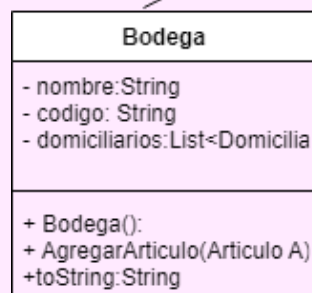 Bodega
- nombre:String
- codigo: String
- domiciliarios:List<Domicilia
+ Bodega():
+ AgregarArticulo(Articulo A)
+toString:String